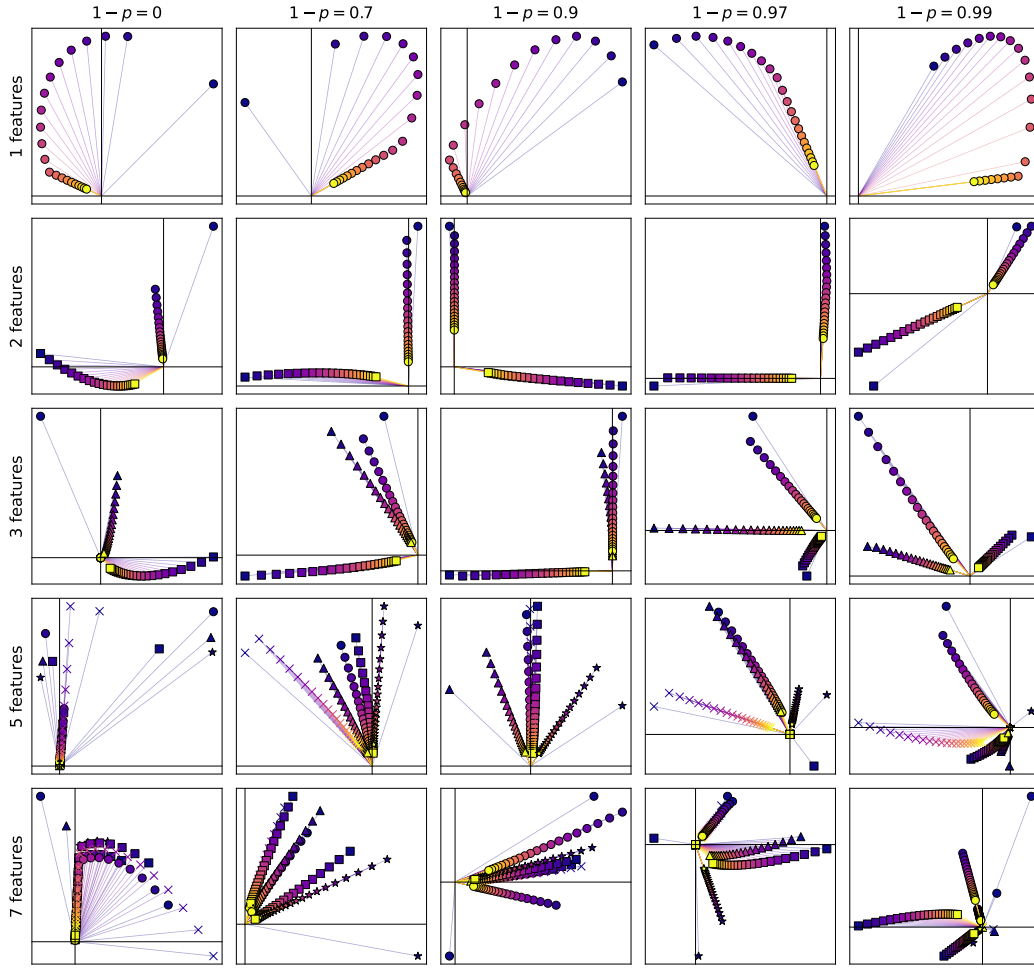 1 − p = 0
1 − p = 0.7
1 − p = 0.9
1 − p = 0.97
1 − p = 0.99
1 features
2 features
3 features
5 features
7 features